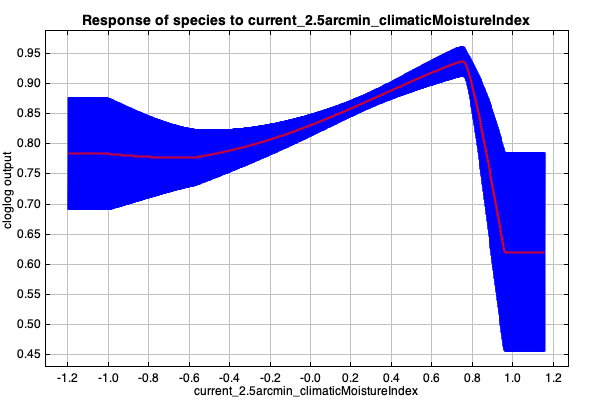 Response of species to current_2.5arcmin_climaticMoistureIndex
cloglog output
0.95
0.90
0.85
0.80
0.75
0.70
0.65
0.60
0.55
0.50
0.45
-1.2 -1.0 -0.8 -0.6 -0.4 -0.2 -0.0 0.2 0.4 0.6 0.8 1.0 1.2
current_2.5arcmin_climaticMoistureIndex